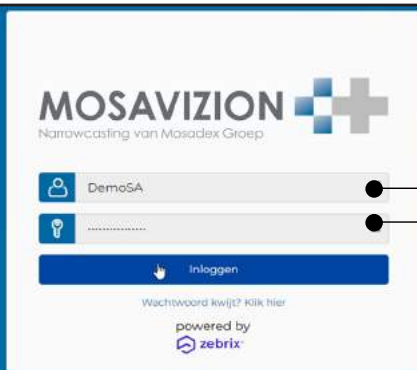 MOSAVIZION
Narrowcasting van Mosadex Groep
DemoSA
...............
Inloggen
Wachtwoord kwijt? Klik hier
powered by
zebrix